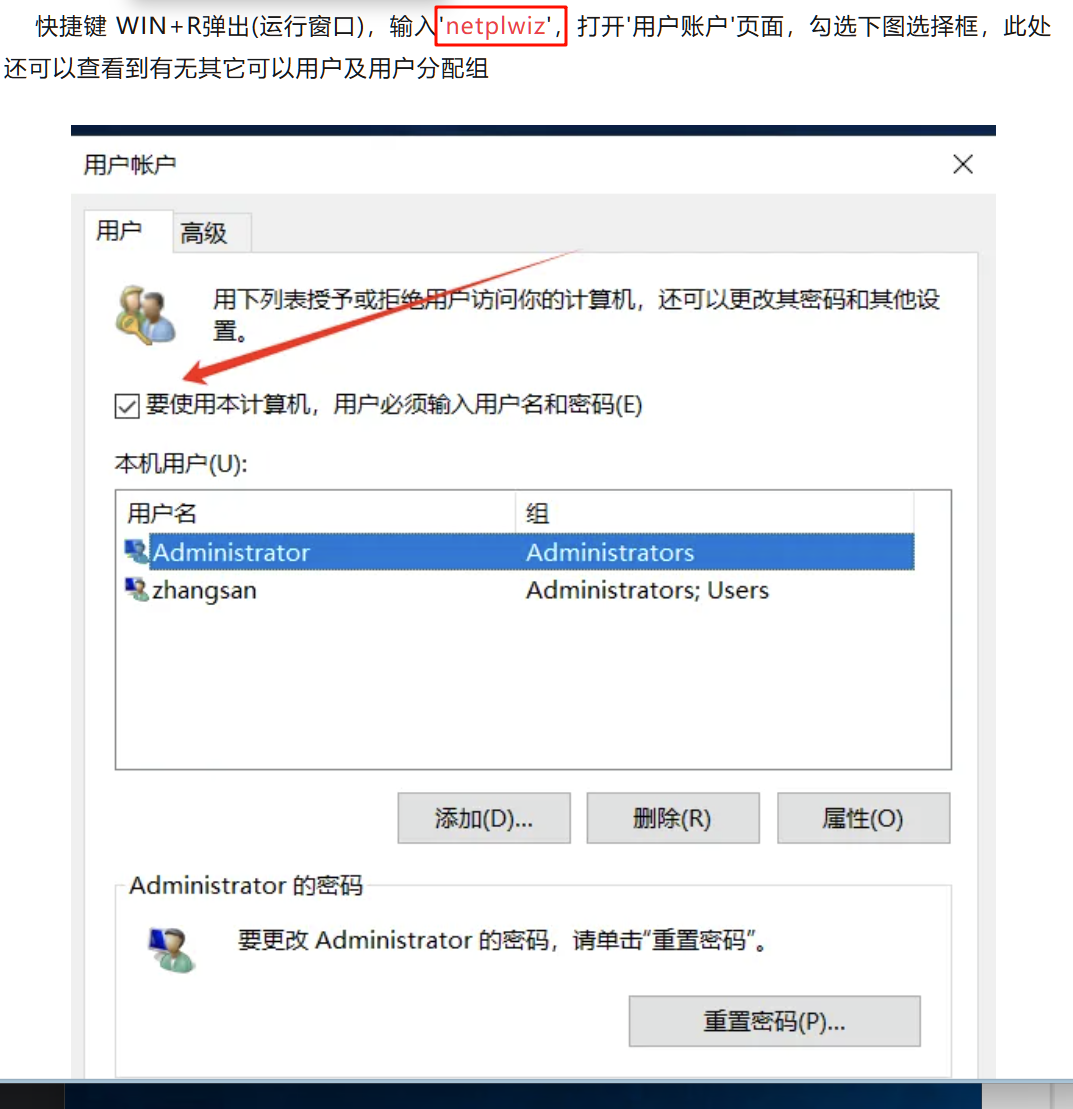 快捷键 WIN+R弹出(运行窗口)，输入'netplwiz'，打开'用户账户'页面，勾选下图选择框，此处
还可以查看到有无其它可以用户及用户分配组
用户帐户
用户 高级
用下列表授予或拒绝用户访问你的计算机，还可以更改其密码和其他设
置。
要使用本计算机，用户必须输入用户名和密码(E)
本机用户(U):
用户名 组
Administrator Administrators
zhangsan Administrators; Users
添加(D)... 删除(R) 属性(O)
Administrator 的密码
要更改 Administrator 的密码，请单击“重置密码”。
重置密码(P)...